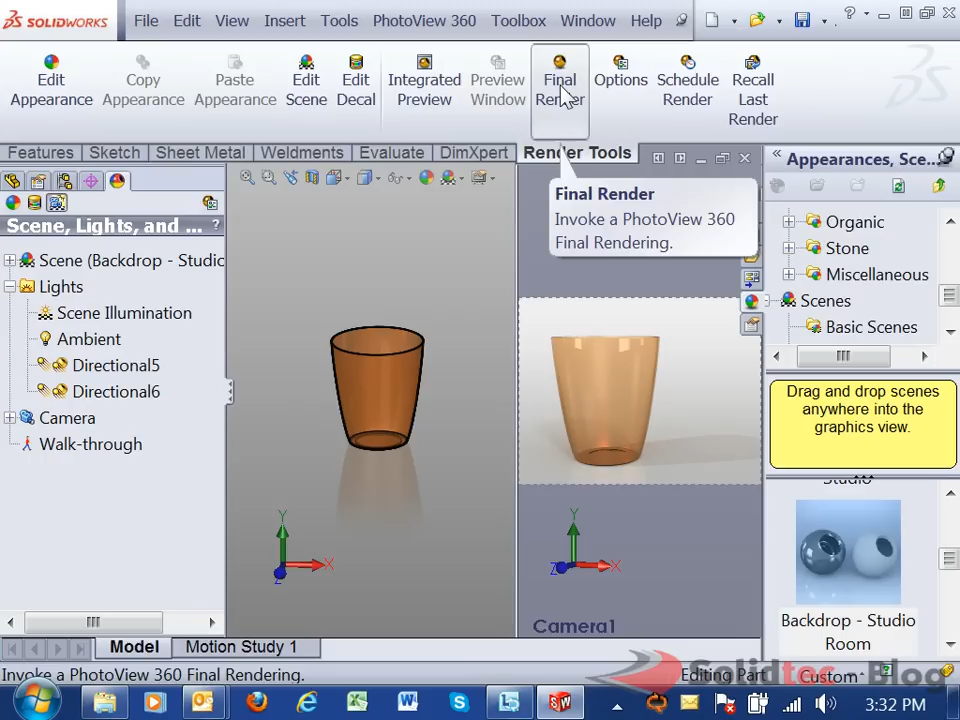 SOLIDWORKS File Edit View Insert Tools PhotoView 360 Toolbox Window Help ?
Edit Appearance
Copy Appearance
Paste Appearance
Edit Scene
Edit Decal
Integrated Preview
Preview Window
Final Render
Options
Schedule Render
Recall Last Render
Features Sketch Sheet Metal Weldments Evaluate DimXpert Render Tools
Appearances, Sce...
Final Render
Invoke a PhotoView 360
Final Rendering.
Scene, Lights, and ... ?
Scene (Backdrop - Studio
Lights
Scene Illumination
Ambient
Directional5
Directional6
Camera
Walk-through
Organic
Stone
Miscellaneous
Scenes
Basic Scenes
Drag and drop scenes
anywhere into the
graphics view.
Studio
Backdrop - Studio
Room
Y
X
Z
Y
X
Z
Camera1
Model Motion Study 1
Invoke a PhotoView 360 Final Rendering.
Editing Part
Custom
Solidtec Blog
3:32 PM